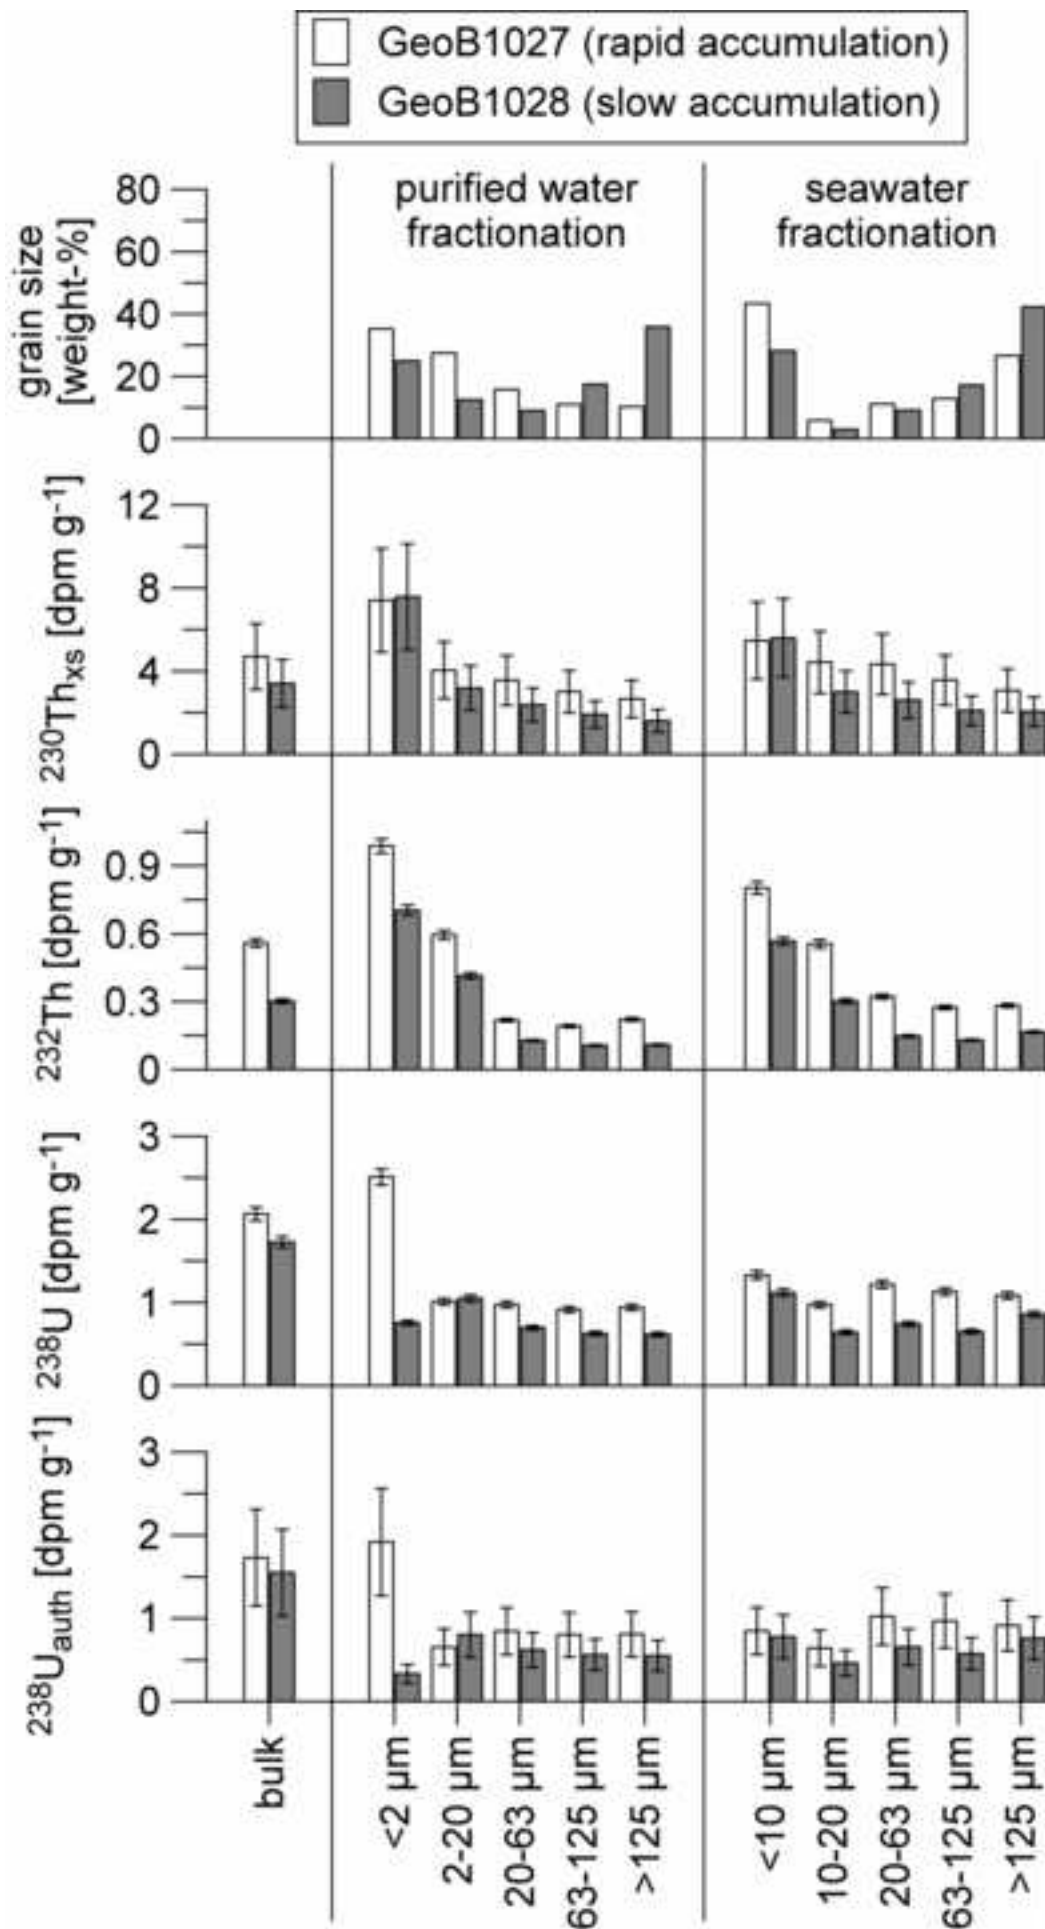 GeoB1027 (rapid accumulation)
GeoB1028 (slow accumulation)
purified water
fractionation
seawater
fractionation
grain size
[weight-%]
80
60
40
20
0
²³⁰Thxs [dpm g⁻¹]
12
8
4
0
²³²Th [dpm g⁻¹]
0.9
0.6
0.3
0
²³⁸U [dpm g⁻¹]
3
2
1
0
²³⁸Uauth [dpm g⁻¹]
3
2
1
0
bulk
<2 µm
2-20 µm
20-63 µm
63-125 µm
>125 µm
<10 µm
10-20 µm
20-63 µm
63-125 µm
>125 µm